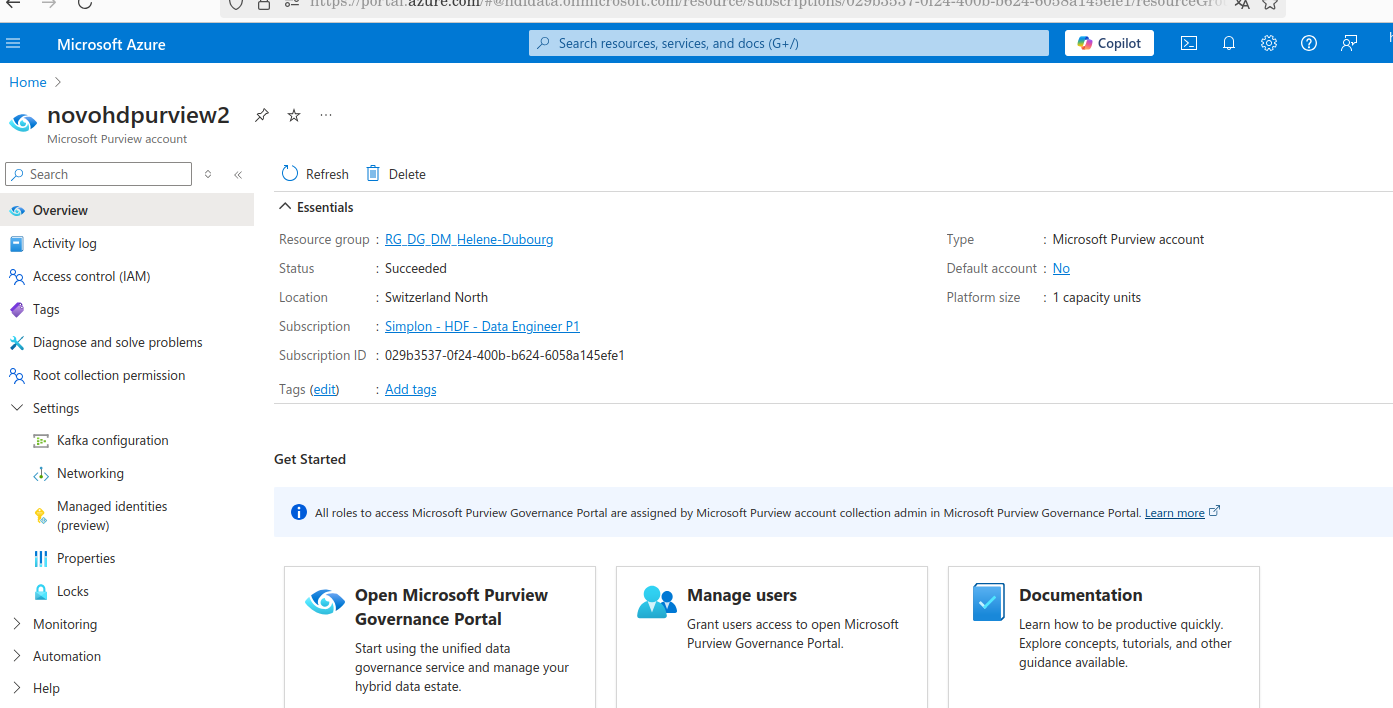 https://portal.azure.com/#@hdfdata.onmicrosoft.com/resource/subscriptions/029b3537-0f24-400b-b624-6058a145efe1/resourceGro
Microsoft Azure
Search resources, services, and docs (G+/)
Copilot
Home
novohdpurview2
Microsoft Purview account
Search
Refresh
Delete
Overview
Activity log
Access control (IAM)
Tags
Diagnose and solve problems
Root collection permission
Settings
Kafka configuration
Networking
Managed identities
(preview)
Properties
Locks
Monitoring
Automation
Help
Essentials
Resource group : RG_DG_DM_Helene-Dubourg
Status : Succeeded
Location : Switzerland North
Subscription : Simplon - HDF - Data Engineer P1
Subscription ID : 029b3537-0f24-400b-b624-6058a145efe1
Tags (edit) : Add tags
Type : Microsoft Purview account
Default account : No
Platform size : 1 capacity units
Get Started
All roles to access Microsoft Purview Governance Portal are assigned by Microsoft Purview account collection admin in Microsoft Purview Governance Portal. Learn more
Open Microsoft Purview
Governance Portal
Start using the unified data
governance service and manage your
hybrid data estate.
Manage users
Grant users access to open Microsoft
Purview Governance Portal.
Documentation
Learn how to be productive quickly.
Explore concepts, tutorials, and other
guidance available.